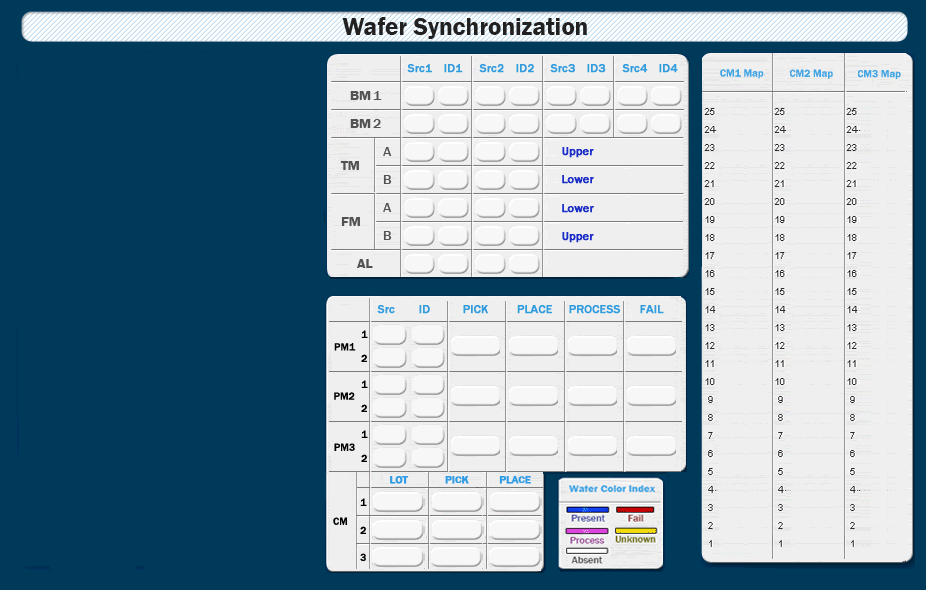 Wafer Synchronization
Src1 ID1 Src2 ID2 Src3 ID3 Src4 ID4
BM 1
BM 2
TM A Upper
B Lower
FM A Lower
B Upper
AL
Src ID PICK PLACE PROCESS FAIL
PM1 1
2
PM2 1
2
PM3 1
2
LOT PICK PLACE
CM 1
2
3
Wafer Color Index
Present Fail
Process Unknown
Absent
CM1 Map CM2 Map CM3 Map
25 25 25
24 24 24
23 23 23
22 22 22
21 21 21
20 20 20
19 19 19
18 18 18
17 17 17
16 16 16
15 15 15
14 14 14
13 13 13
12 12 12
11 11 11
10 10 10
9 9 9
8 8 8
7 7 7
6 6 6
5 5 5
4 4 4
3 3 3
2 2 2
1 1 1